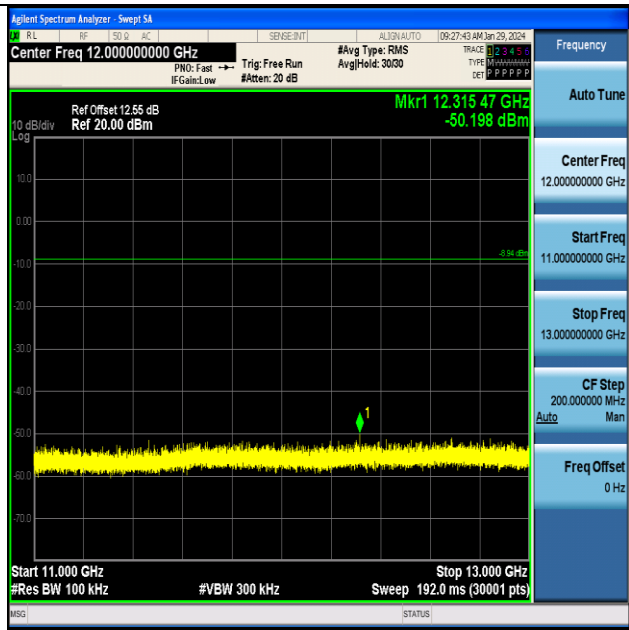 Agilent Spectrum Analyzer - Swept SA
RL RF 50 Ω AC SENSE:INT ALIGNAUTO 09:27:43 AM Jan 29, 2024
Center Freq 12.000000000 GHz
PNO: Fast
IFGain:Low
Trig: Free Run
#Atten: 20 dB
#Avg Type: RMS
Avg|Hold: 30/30
TRACE 1 2 3 4 5 6
TYPE
DET P P P P P P
Ref Offset 12.55 dB
10 dB/div Ref 20.00 dBm
Log
Mkr1 12.315 47 GHz
-50.198 dBm
10.0
0.00
-8.94 dBm
-10.0
-20.0
-30.0
-40.0
1
-50.0
-60.0
-70.0
Start 11.000 GHz Stop 13.000 GHz
#Res BW 100 kHz #VBW 300 kHz Sweep 192.0 ms (30001 pts)
MSG STATUS
Frequency
Auto Tune
Center Freq
12.000000000 GHz
Start Freq
11.000000000 GHz
Stop Freq
13.000000000 GHz
CF Step
200.000000 MHz
Auto Man
Freq Offset
0 Hz